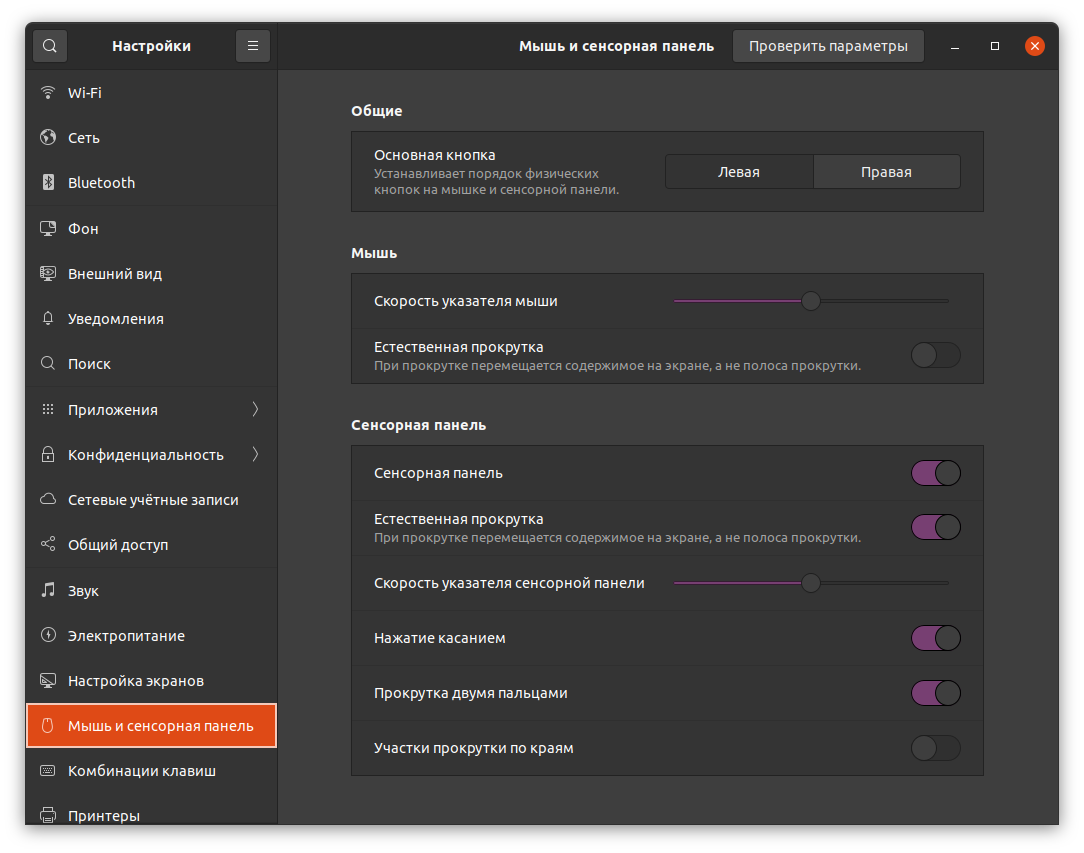 Настройки
Мышь и сенсорная панель
Проверить параметры
Wi-Fi
Сеть
Bluetooth
Фон
Внешний вид
Уведомления
Поиск
Приложения
Конфиденциальность
Сетевые учётные записи
Общий доступ
Звук
Электропитание
Настройка экранов
Мышь и сенсорная панель
Комбинации клавиш
Принтеры
Общие
Основная кнопка
Устанавливает порядок физических
кнопок на мышке и сенсорной панели.
Левая
Правая
Мышь
Скорость указателя мыши
Естественная прокрутка
При прокрутке перемещается содержимое на экране, а не полоса прокрутки.
Сенсорная панель
Сенсорная панель
Естественная прокрутка
При прокрутке перемещается содержимое на экране, а не полоса прокрутки.
Скорость указателя сенсорной панели
Нажатие касанием
Прокрутка двумя пальцами
Участки прокрутки по краям